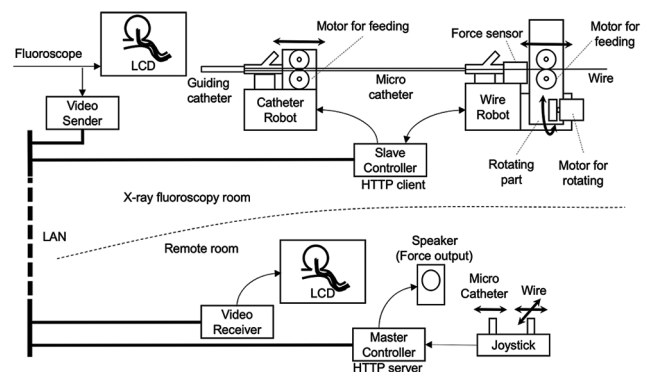 Fluoroscope
LCD
Video
Sender
Guiding
catheter
Motor for
feeding
Catheter
Robot
Micro
catheter
Force sensor
Motor for
feeding
Wire
Wire
Robot
Rotating
part
Motor for
rotating
Slave
Controller
HTTP client
X-ray fluoroscopy room
LAN
Remote room
LCD
Video
Receiver
Speaker
(Force output)
Master
Controller
HTTP server
Micro
Catheter
Wire
Joystick